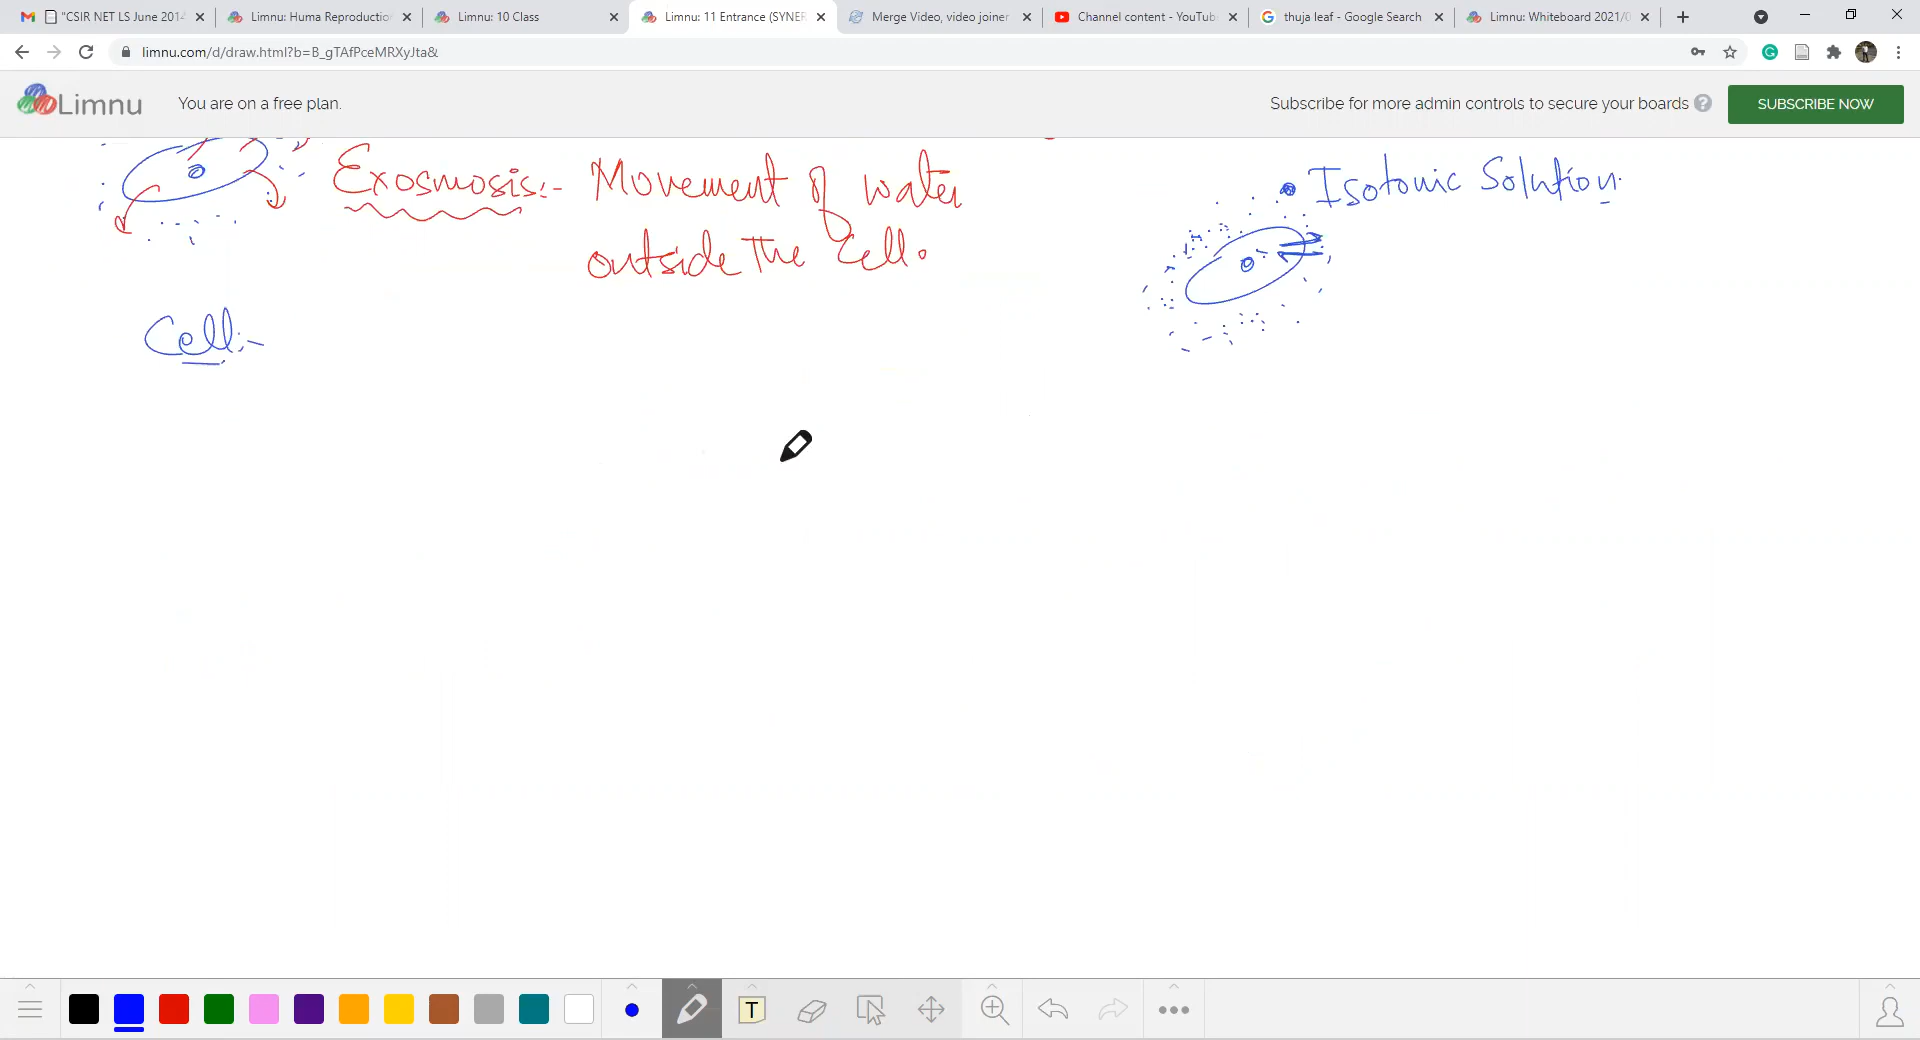 "CSIR NET LS June 2014
Limnu: Huma Reproductio
Limnu: 10 Class
Limnu: 11 Entrance (SYNER
Merge Video, video joiner
Channel content - YouTube
thuja leaf - Google Search
Limnu: Whiteboard 2021/0
limnu.com/d/draw.html?b=B_gTAfPceMRXyJta&
Limnu
You are on a free plan.
Subscribe for more admin controls to secure your boards ?
SUBSCRIBE NOW
Exosmosis:- Movement of water
outside The Cell.
Isotonic Solution
Cell:-
T